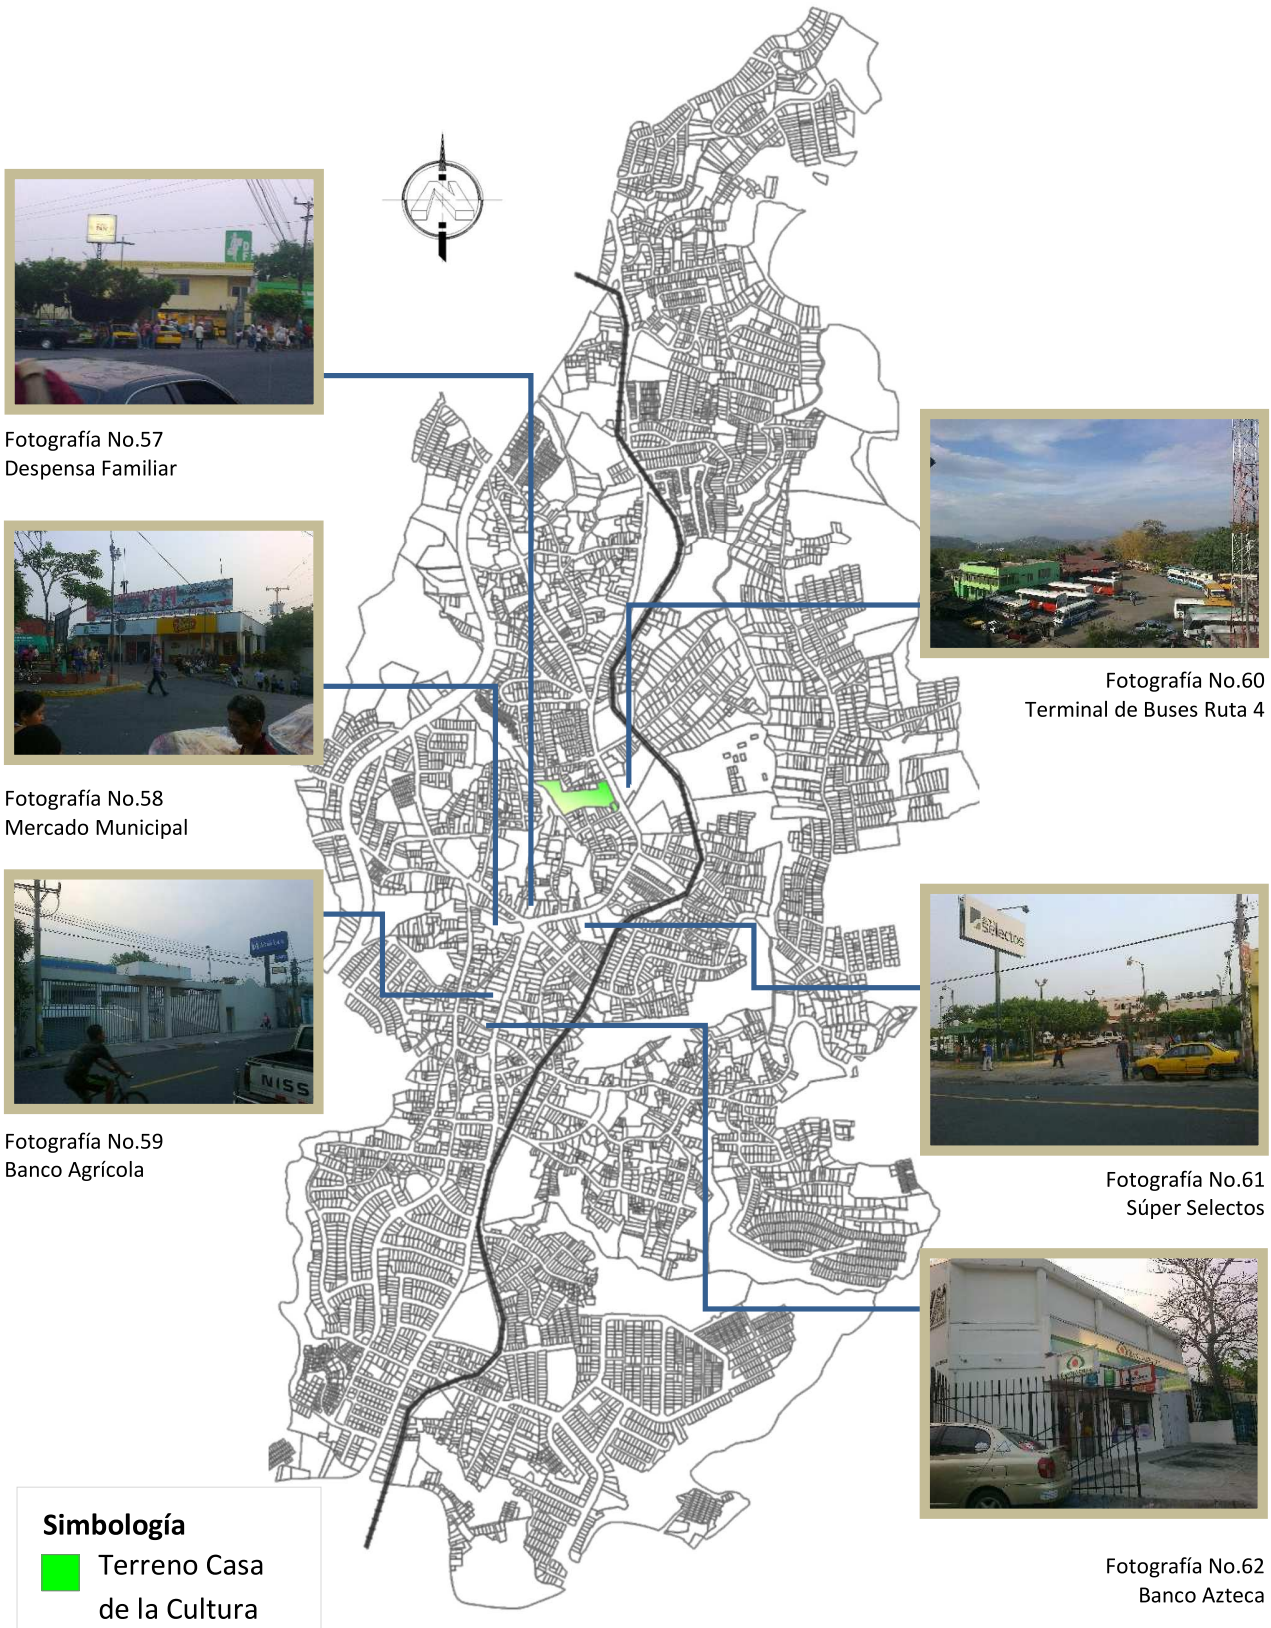 Fotografía No.57
Despensa Familiar
Fotografía No.58
Mercado Municipal
Fotografía No.59
Banco Agrícola
NISS
Fotografía No.60
Terminal de Buses Ruta 4
selectos
Fotografía No.61
Súper Selectos
Fotografía No.62
Banco Azteca
Simbología
Terreno Casa
de la Cultura